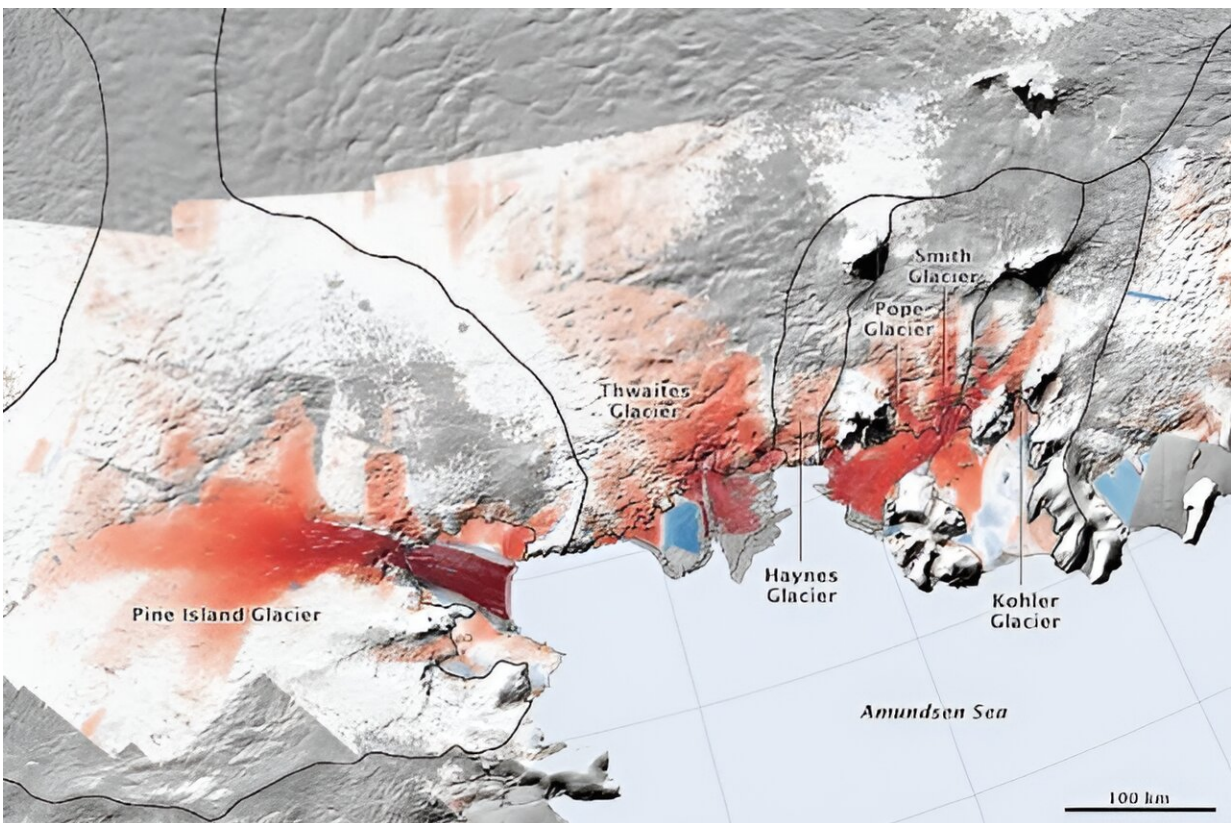 Smith
Glacier
Pope
Glacier
Thwaites
Glacier
Haynes
Glacier
Pine Island Glacier
Kohler
Glacier
Amundsen Sea
100 km